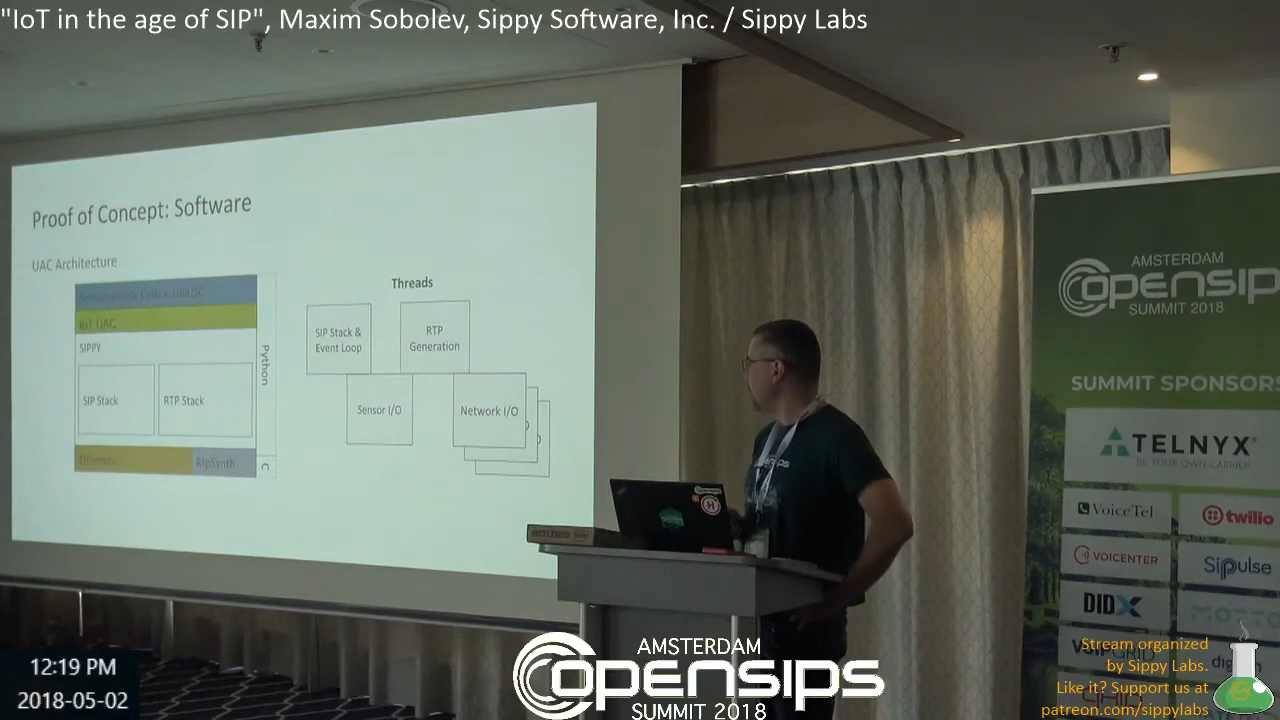 "IoT in the age of SIP", Maxim Sobolev, Sippy Software, Inc. / Sippy Labs
Proof of Concept: Software
UAC Architecture
IoT UAC
SIPPY
SIP Stack
RTP Stack
RtpSynth
Python
C
Threads
SIP Stack &
Event Loop
RTP
Generation
Sensor I/O
Network I/O
AMSTERDAM
OPENSIPS
SUMMIT 2018
SUMMIT SPONSORS
TELNYX
BE YOUR OWN CARRIER
VoiceTel
twilio
VOICENTER
Sipulse
DIDX
12:19 PM
2018-05-02
AMSTERDAM
OPENSIPS
SUMMIT 2018
Stream organized
by Sippy Labs.
Like it? Support us at
patreon.com/sippylabs